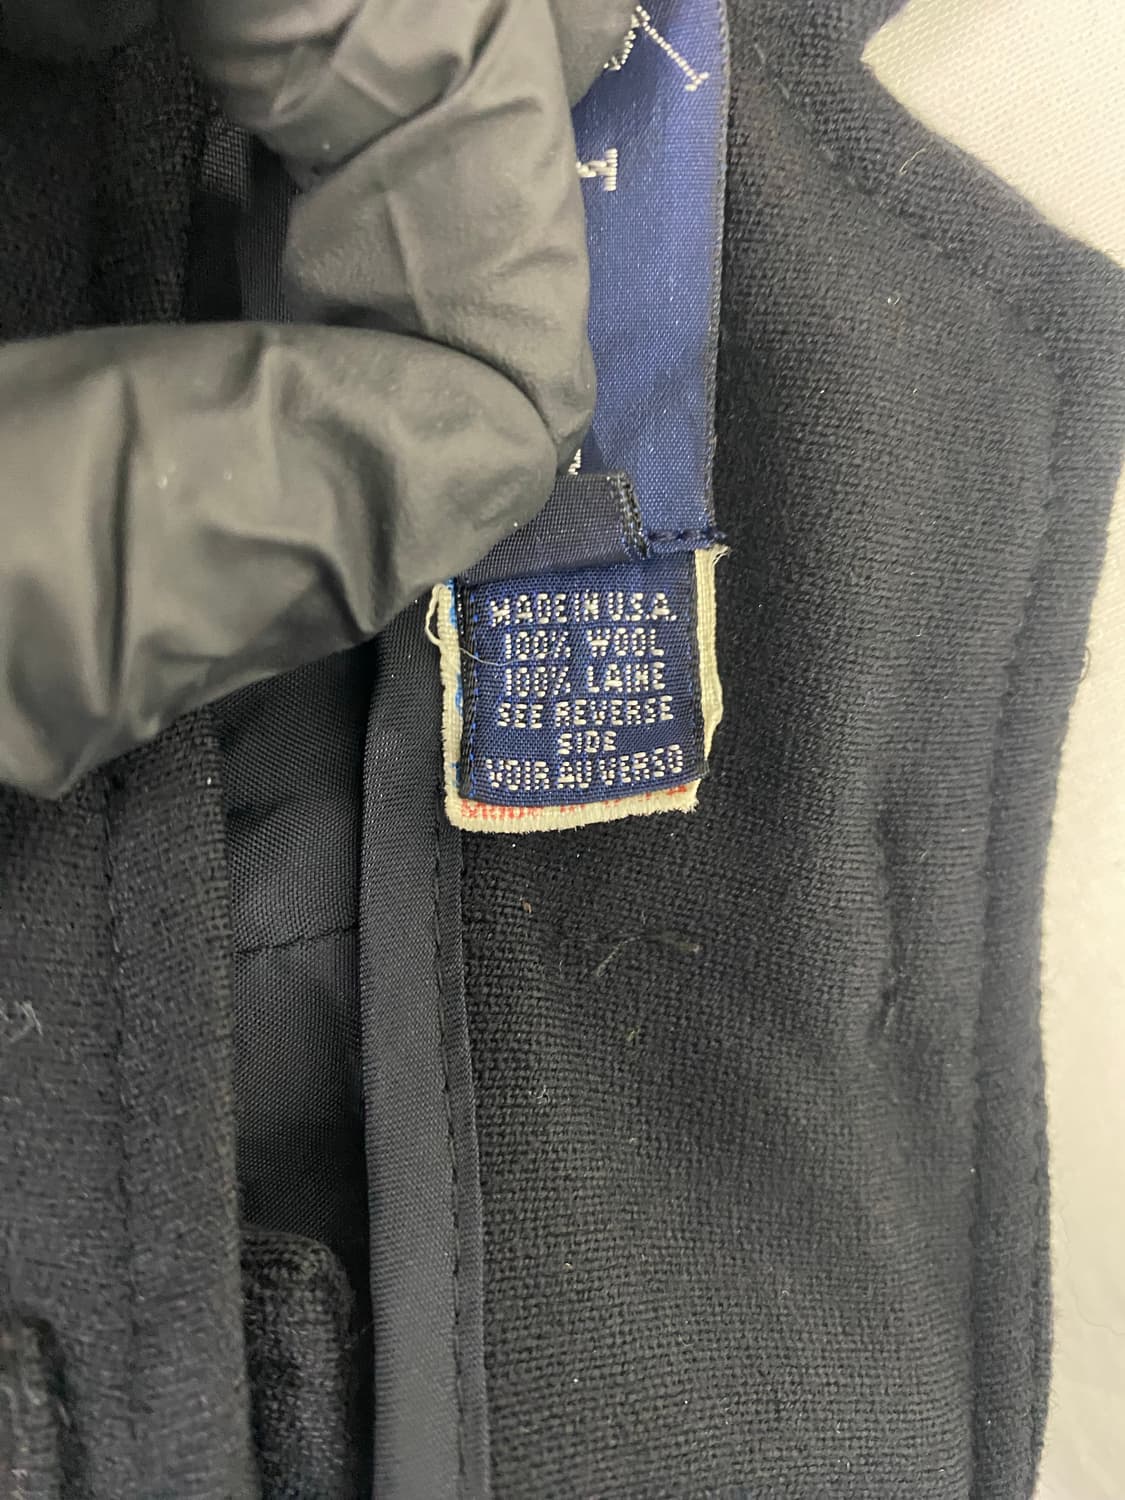 MADE IN U.S.A.
100% WOOL
100% LAINE
SEE REVERSE
SIDE
VOIR AU VERSO